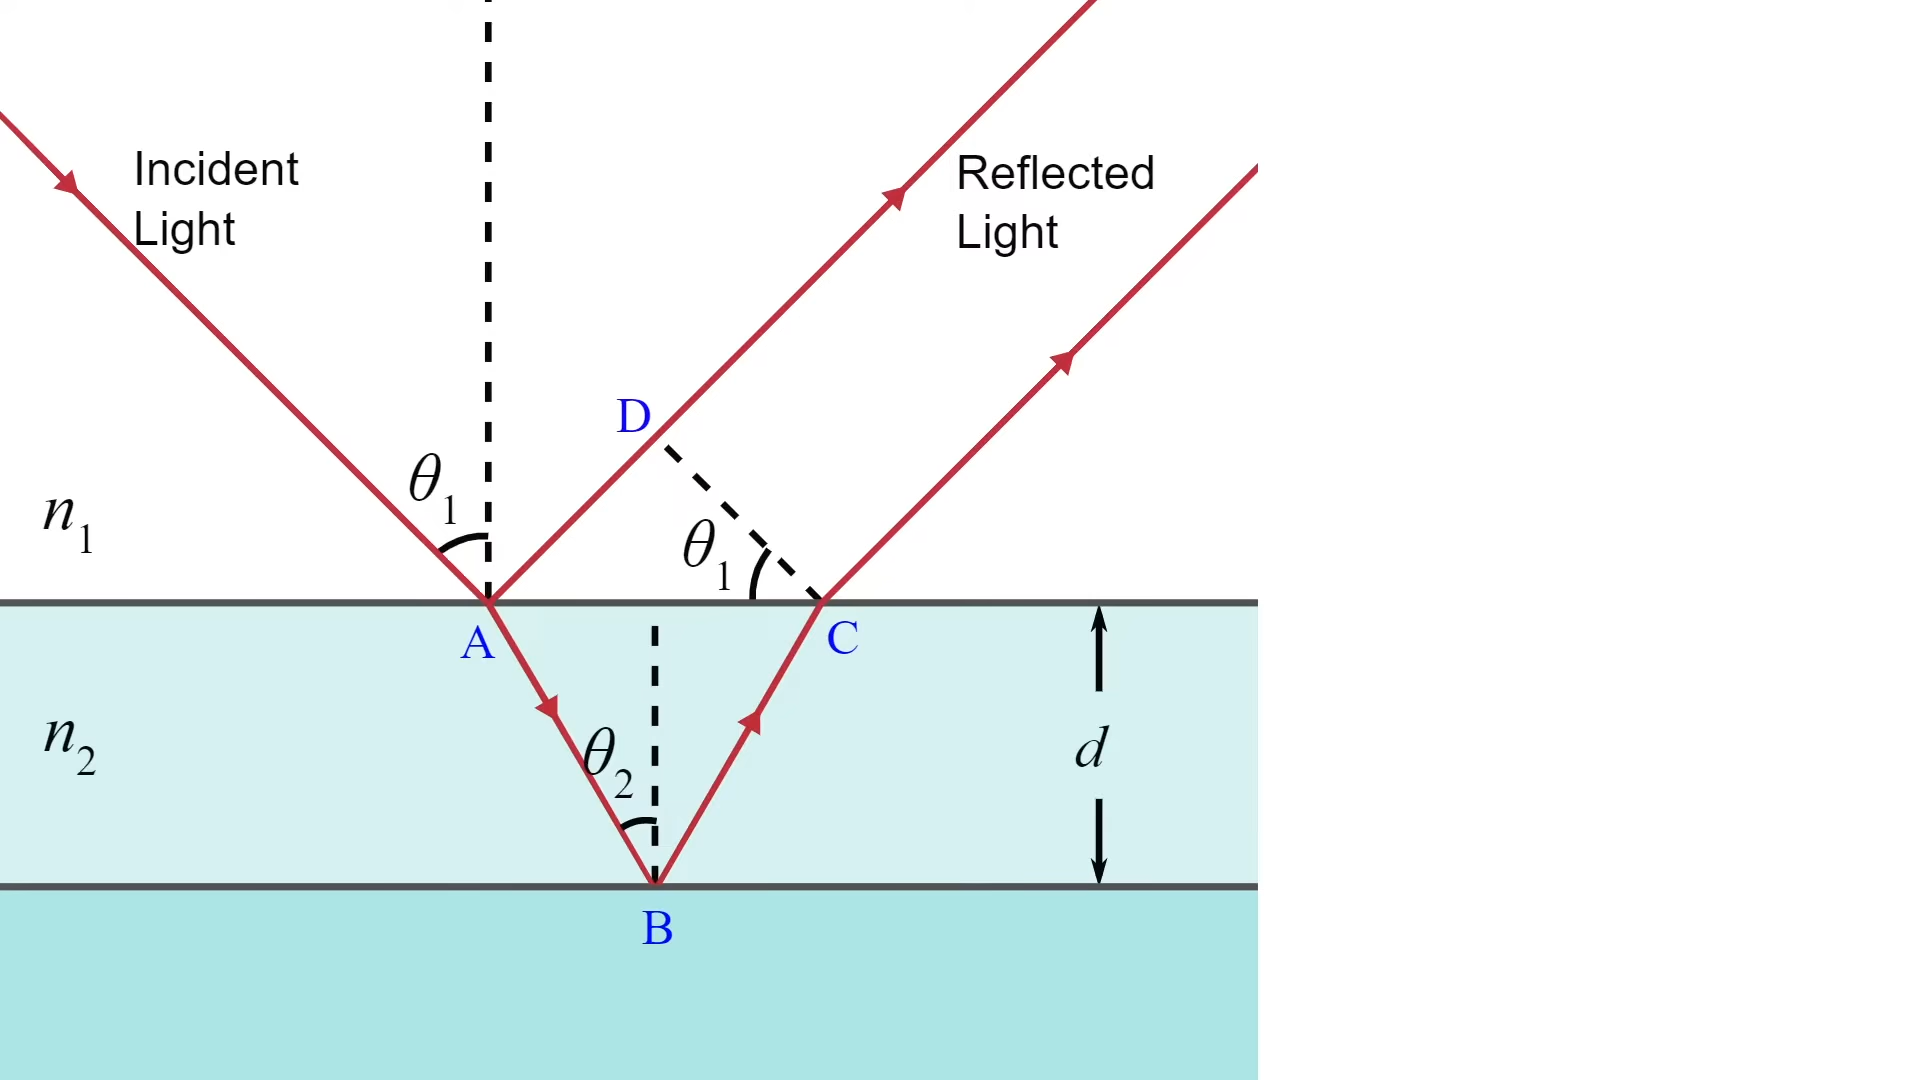 Incident
Light
Reflected
Light
D
θ₁
n₁
θ₁
A
C
n₂
θ₂
d
B